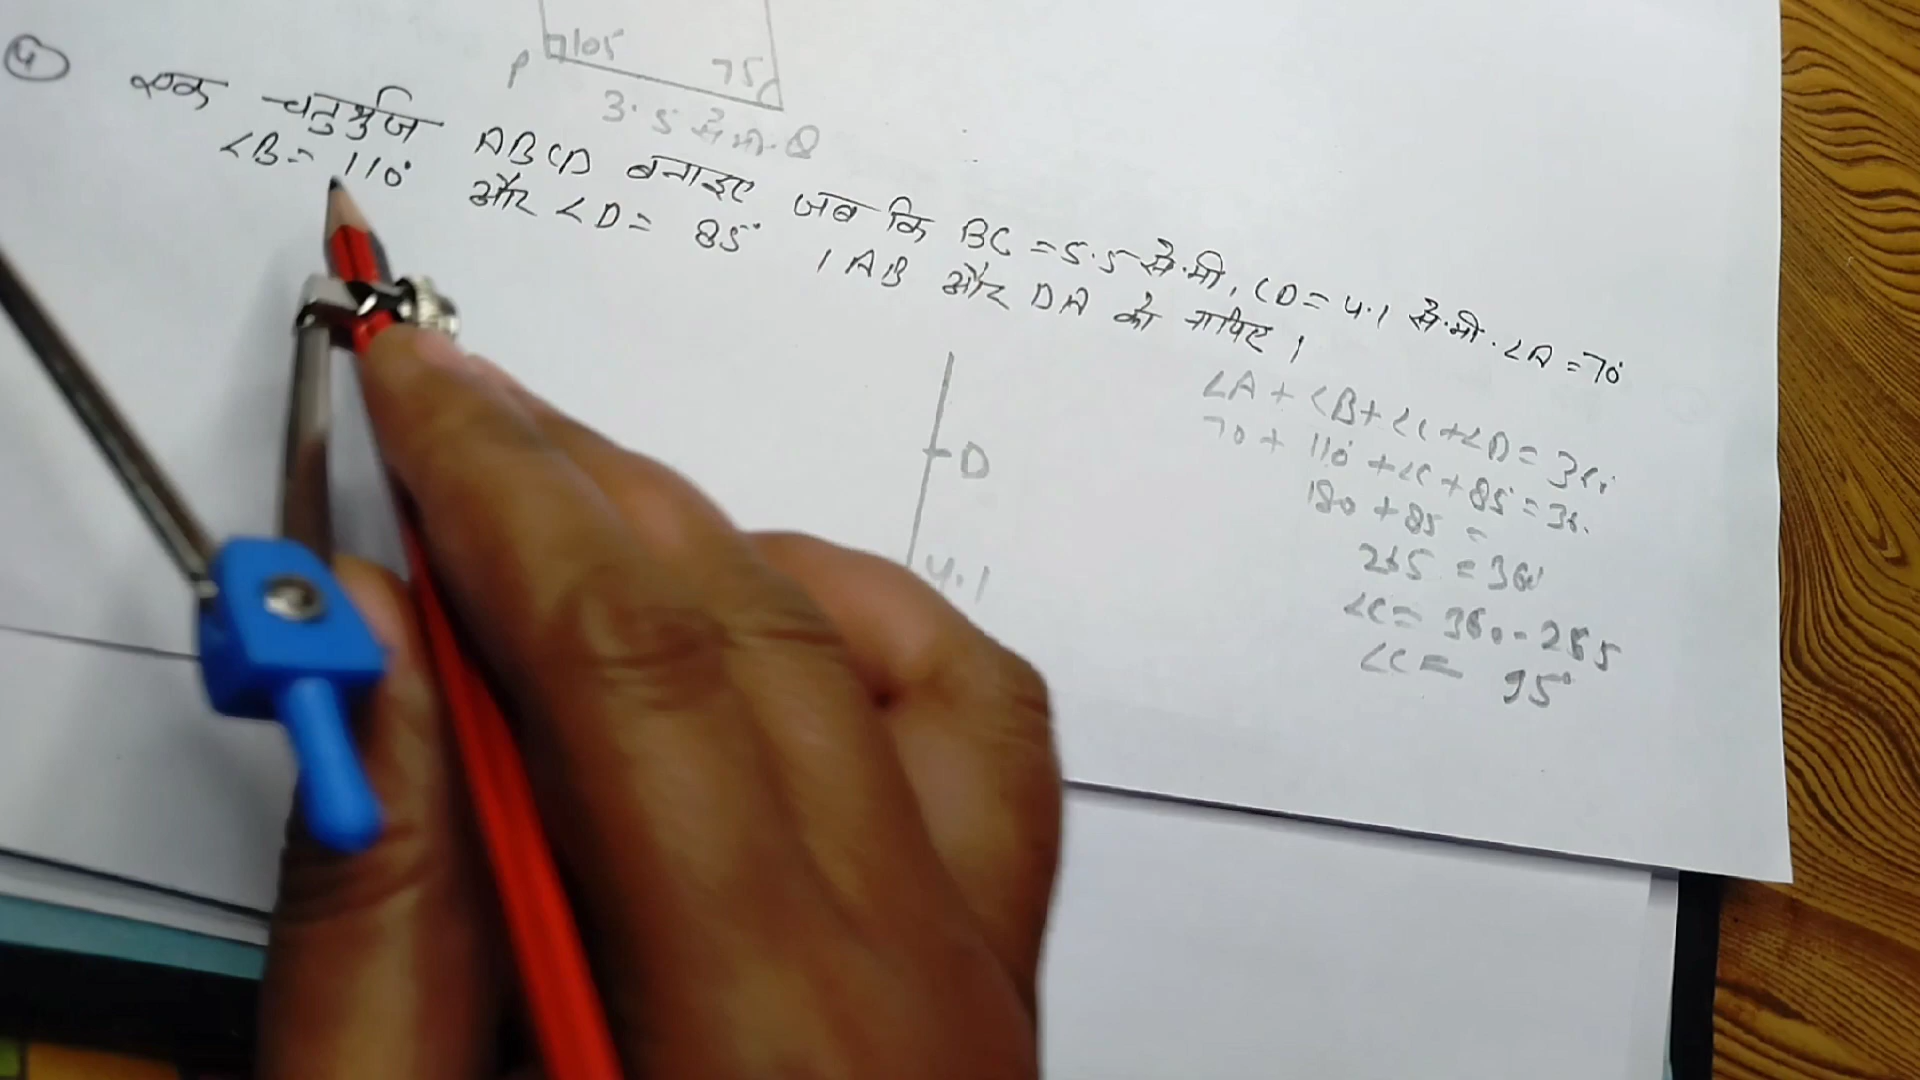 P 105 75
3.5 से.मी. Q
4
एक चतुर्भुज ABCD बनाइए जब कि BC = 5.5 से.मी, CD = 4.1 से.मी. <A = 70°
<B = 110° और <D = 85° । AB और DA को नापिए ।
<A + <B + <C + <D = 360
70 + 110° + <C + 85° = 360
180 + 85 =
265 = 360
<C = 360 - 265
<C = 95°
D
4.1